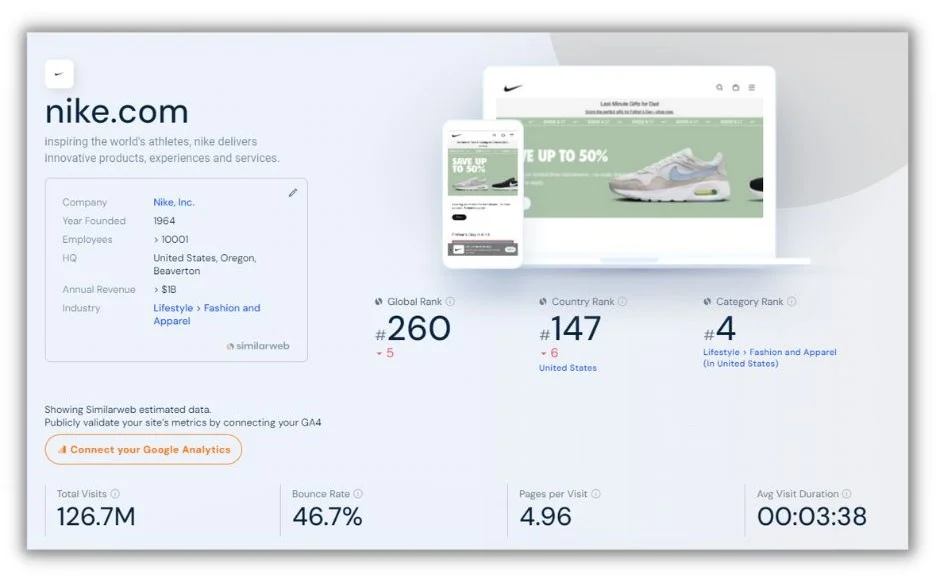 nike.com
inspiring the world's athletes, nike delivers
innovative products, experiences and services.
Company Nike, Inc.
Year Founded 1964
Employees > 10001
HQ United States, Oregon,
Beaverton
Annual Revenue > $1B
Industry Lifestyle > Fashion and
Apparel
similarweb
Last Minute Gifts for Dad
VE UP TO 50%
SAVE UP
TO 50%
Global Rank
#260
5
Country Rank
#147
6
United States
Category Rank
#4
Lifestyle > Fashion and Apparel
(In United States)
Showing Similarweb estimated data.
Publicly validate your site's metrics by connecting your GA4
Connect your Google Analytics
Total Visits
126.7M
Bounce Rate
46.7%
Pages per Visit
4.96
Avg Visit Duration
00:03:38